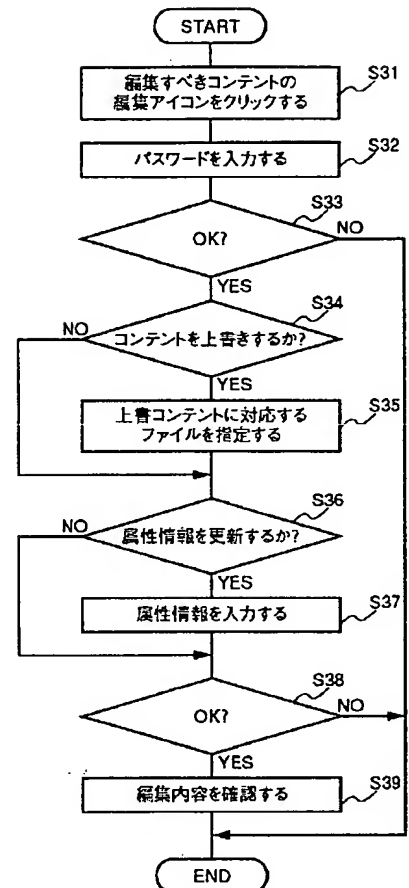 START
編集すべきコンテントの
編集アイコンをクリックする
S31
パスワードを入力する
S32
OK?
S33
NO
YES
コンテントを上書きするか?
S34
NO
YES
上書コンテントに対応する
ファイルを指定する
S35
属性情報を更新するか?
S36
NO
YES
属性情報を入力する
S37
OK?
S38
NO
YES
編集内容を確認する
S39
END